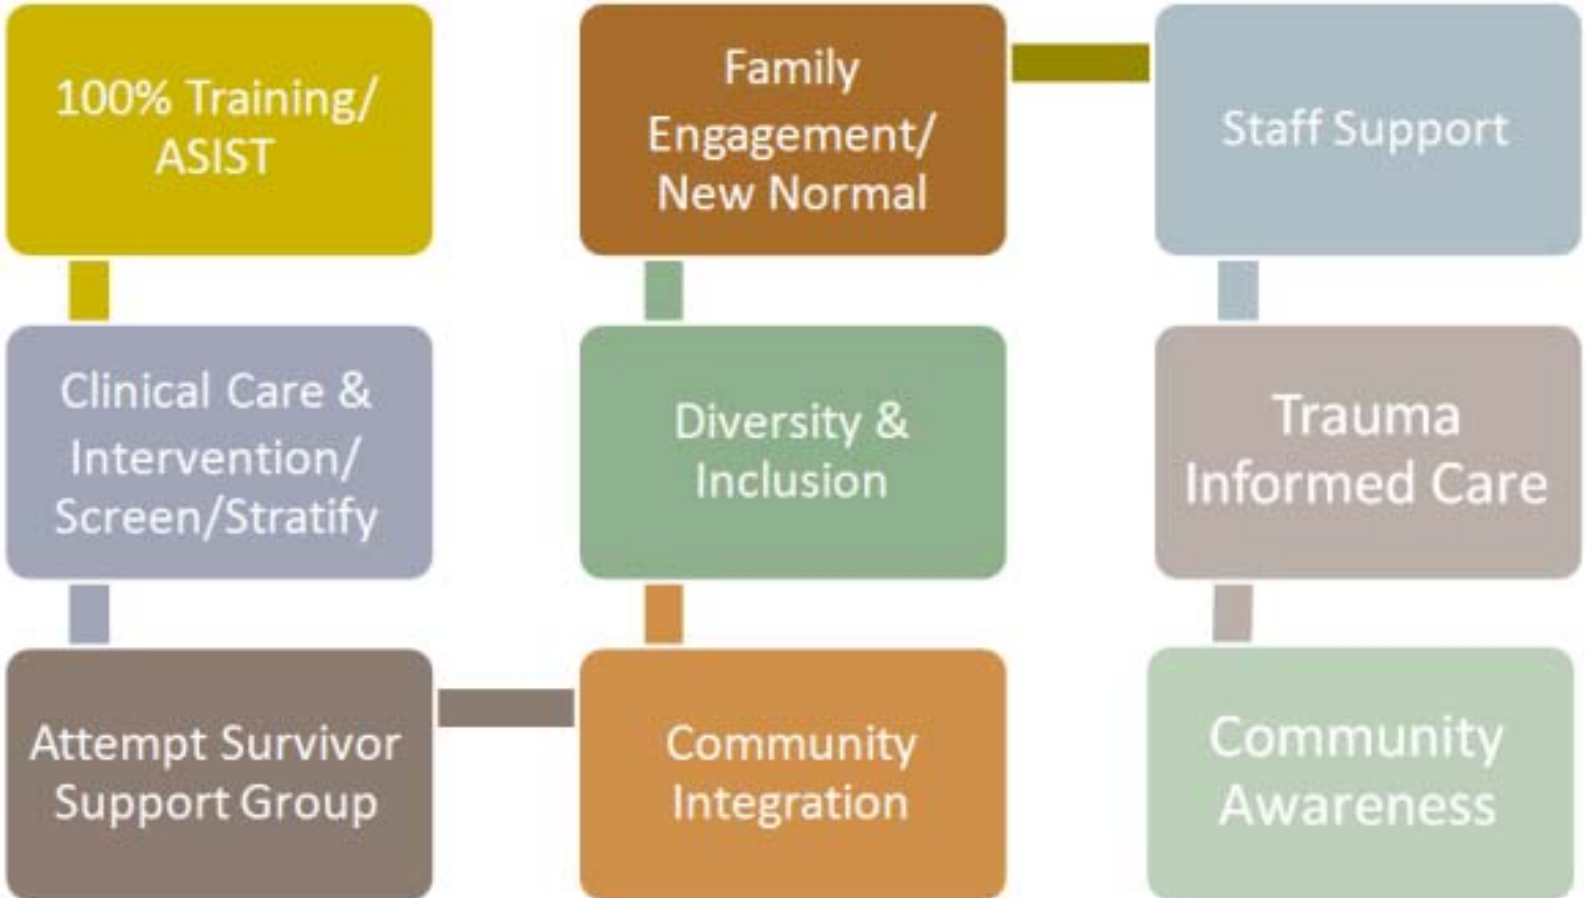 100% Training/
ASIST
Clinical Care &
Intervention/
Screen/Stratify
Attempt Survivor
Support Group
Community
Integration
Diversity &
Inclusion
Family
Engagement/
New Normal
Staff Support
Trauma
Informed Care
Community
Awareness